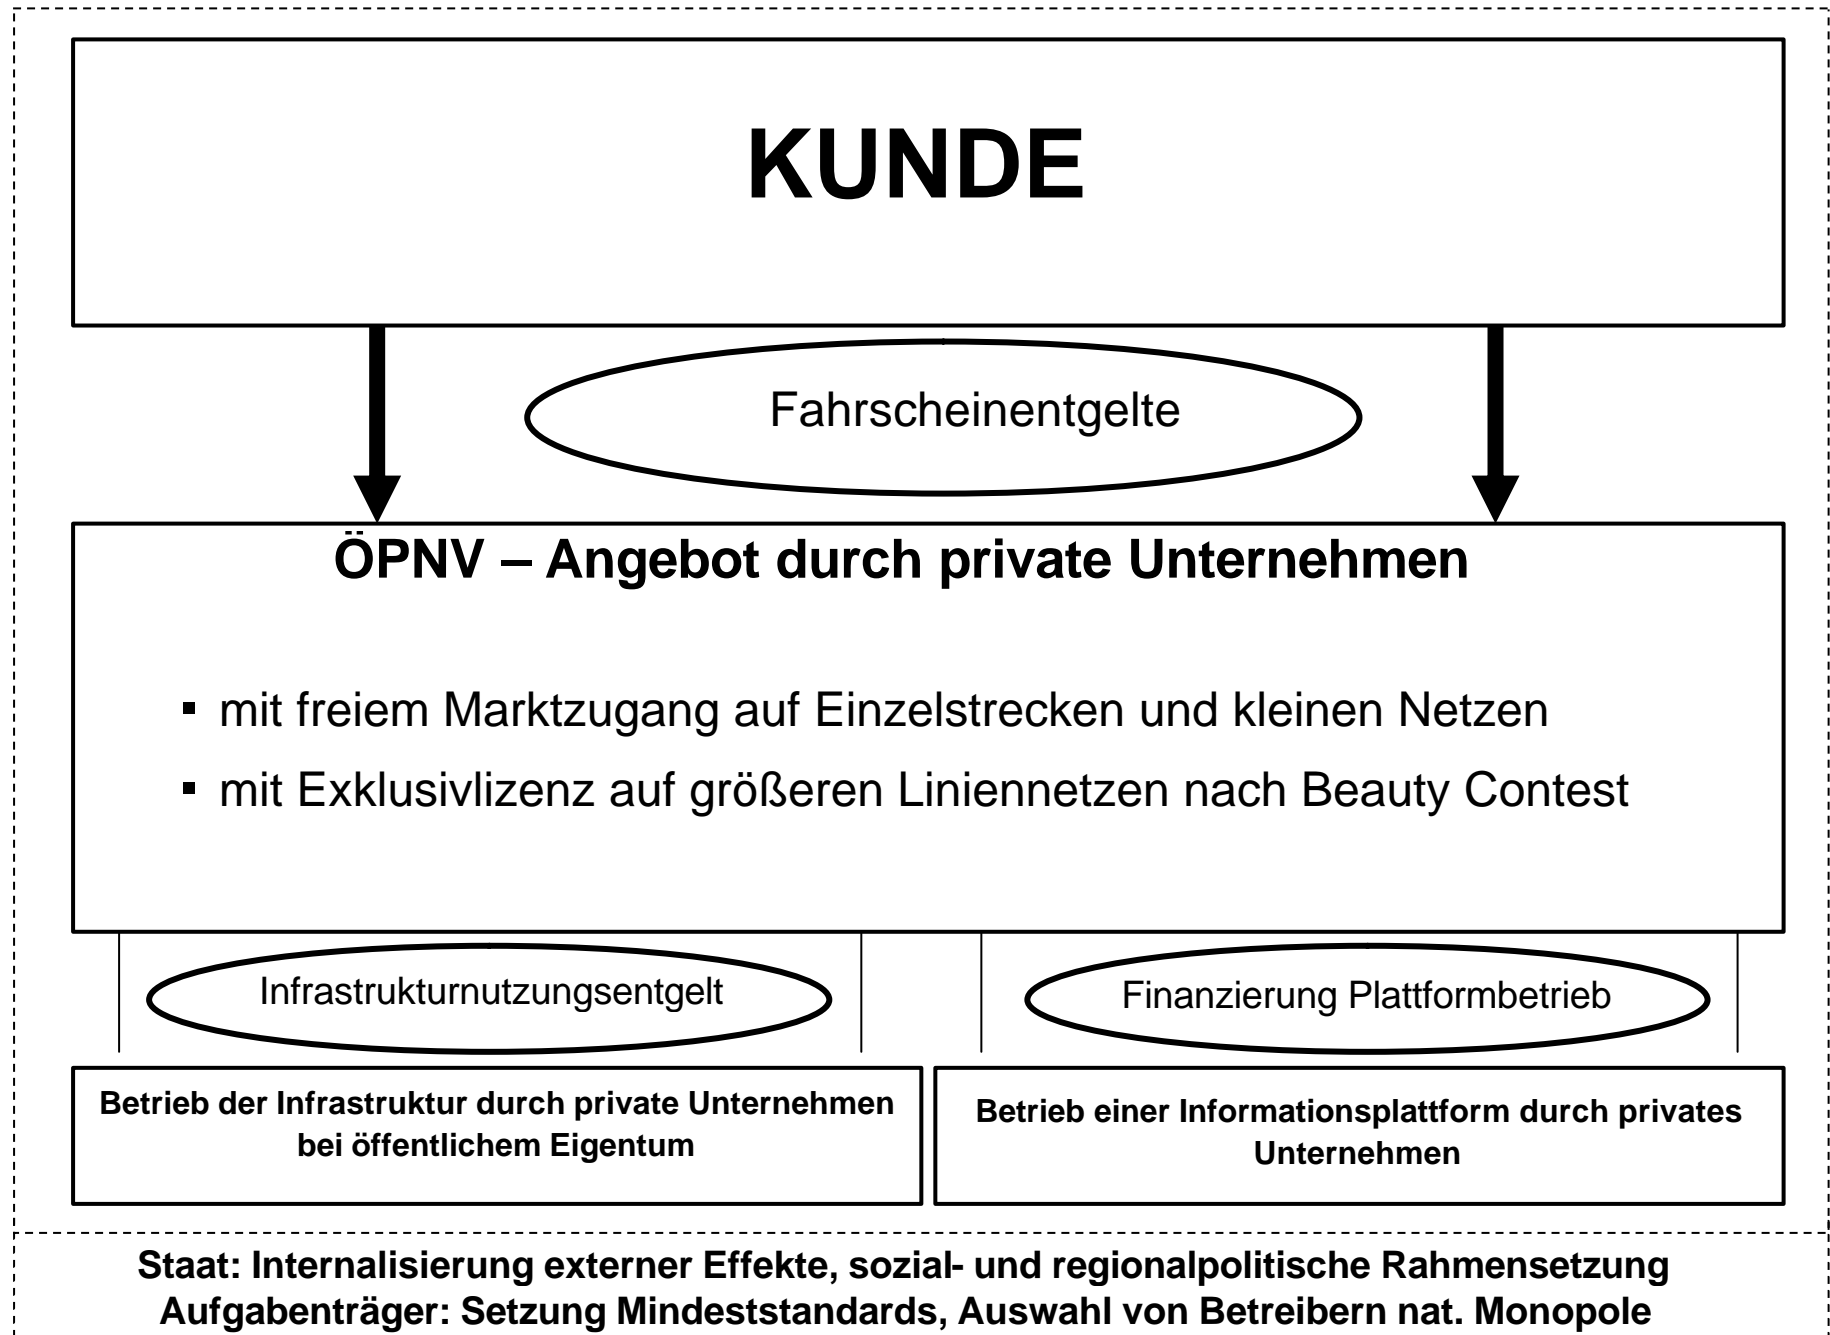 KUNDE
Fahrscheinentgelte
ÖPNV – Angebot durch private Unternehmen
▪ mit freiem Marktzugang auf Einzelstrecken und kleinen Netzen
▪ mit Exklusivlizenz auf größeren Liniennetzen nach Beauty Contest
Infrastrukturnutzungsentgelt
Finanzierung Plattformbetrieb
Betrieb der Infrastruktur durch private Unternehmen
bei öffentlichem Eigentum
Betrieb einer Informationsplattform durch privates
Unternehmen
Staat: Internalisierung externer Effekte, sozial- und regionalpolitische Rahmensetzung
Aufgabenträger: Setzung Mindeststandards, Auswahl von Betreibern nat. Monopole